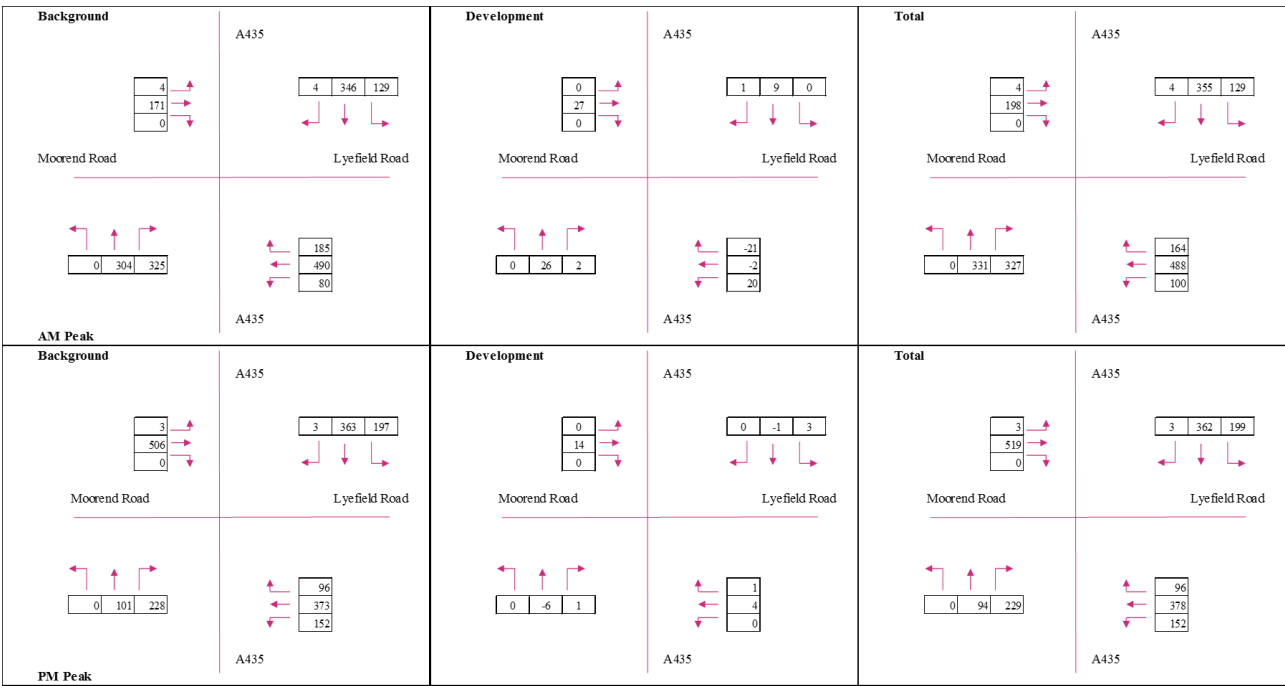 Background
A435
4
171
0
4 346 129
Moorend Road
Lyefield Road
0 304 325
185
490
80
A435
AM Peak
Development
A435
0
27
0
1 9 0
Moorend Road
Lyefield Road
0 26 2
-21
-2
20
A435
Total
A435
4
198
0
4 355 129
Moorend Road
Lyefield Road
0 331 327
164
488
100
A435
Background
A435
3
506
0
3 363 197
Moorend Road
Lyefield Road
0 101 228
96
373
152
A435
PM Peak
Development
A435
0
14
0
0 -1 3
Moorend Road
Lyefield Road
0 -6 1
1
4
0
A435
Total
A435
3
519
0
3 362 199
Moorend Road
Lyefield Road
0 94 229
96
378
152
A435